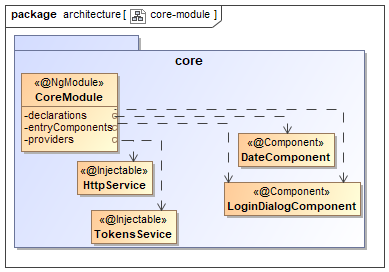 package architecture [ core-module ]
core
«@NgModule»
CoreModule
-declarations
-entryComponents
-providers
«@Component»
DateComponent
«@Injectable»
HttpService
«@Component»
LoginDialogComponent
«@Injectable»
TokensSevice